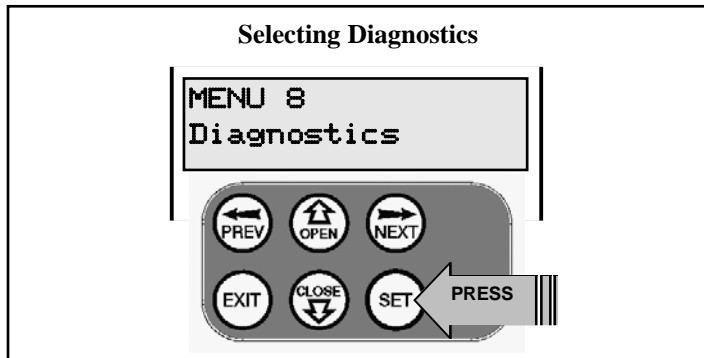 Selecting Diagnostics
MENU 8
Diagnostics
PREV
OPEN
NEXT
EXIT
CLOSE
SET
PRESS